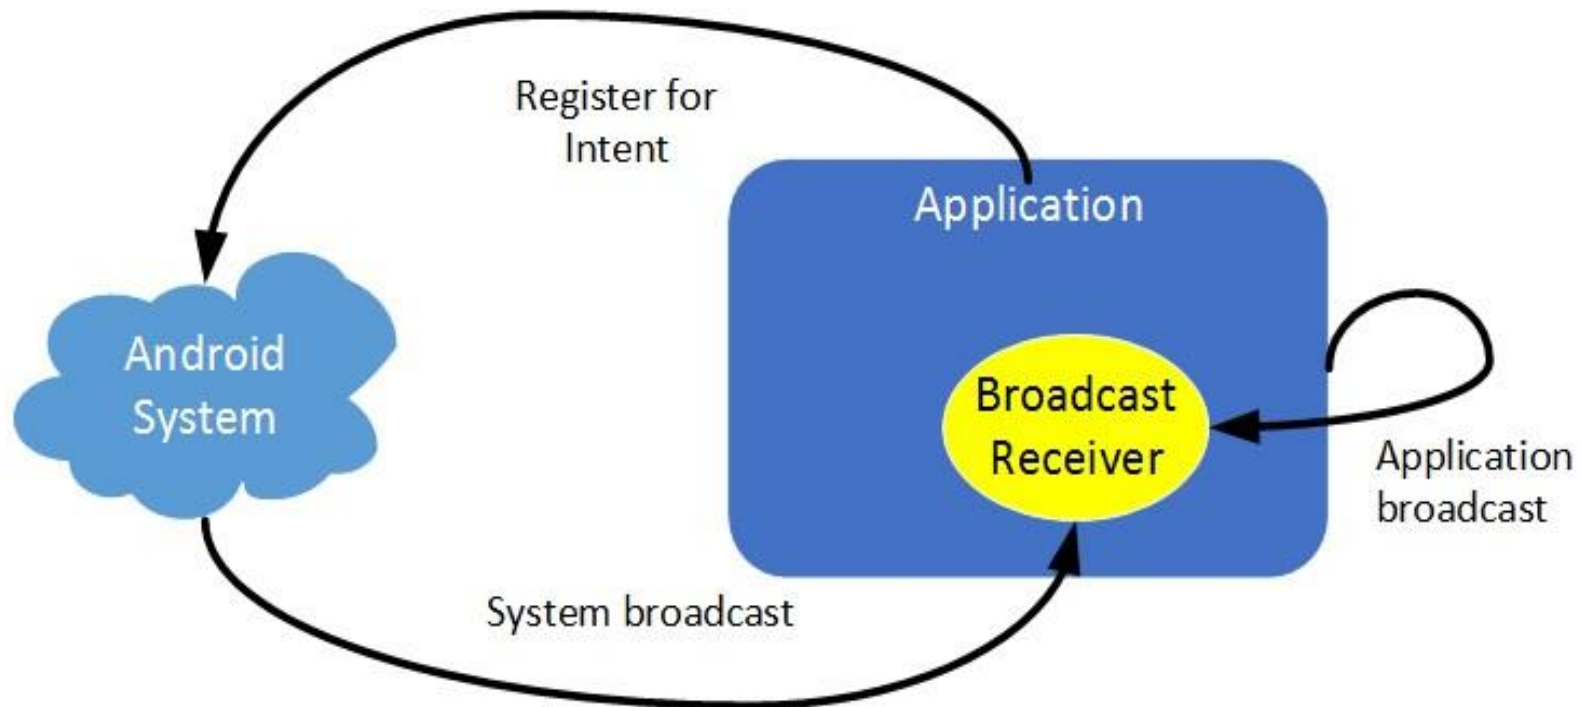 Register for
Intent
Application
Android
System
Broadcast
Receiver
Application
broadcast
System broadcast